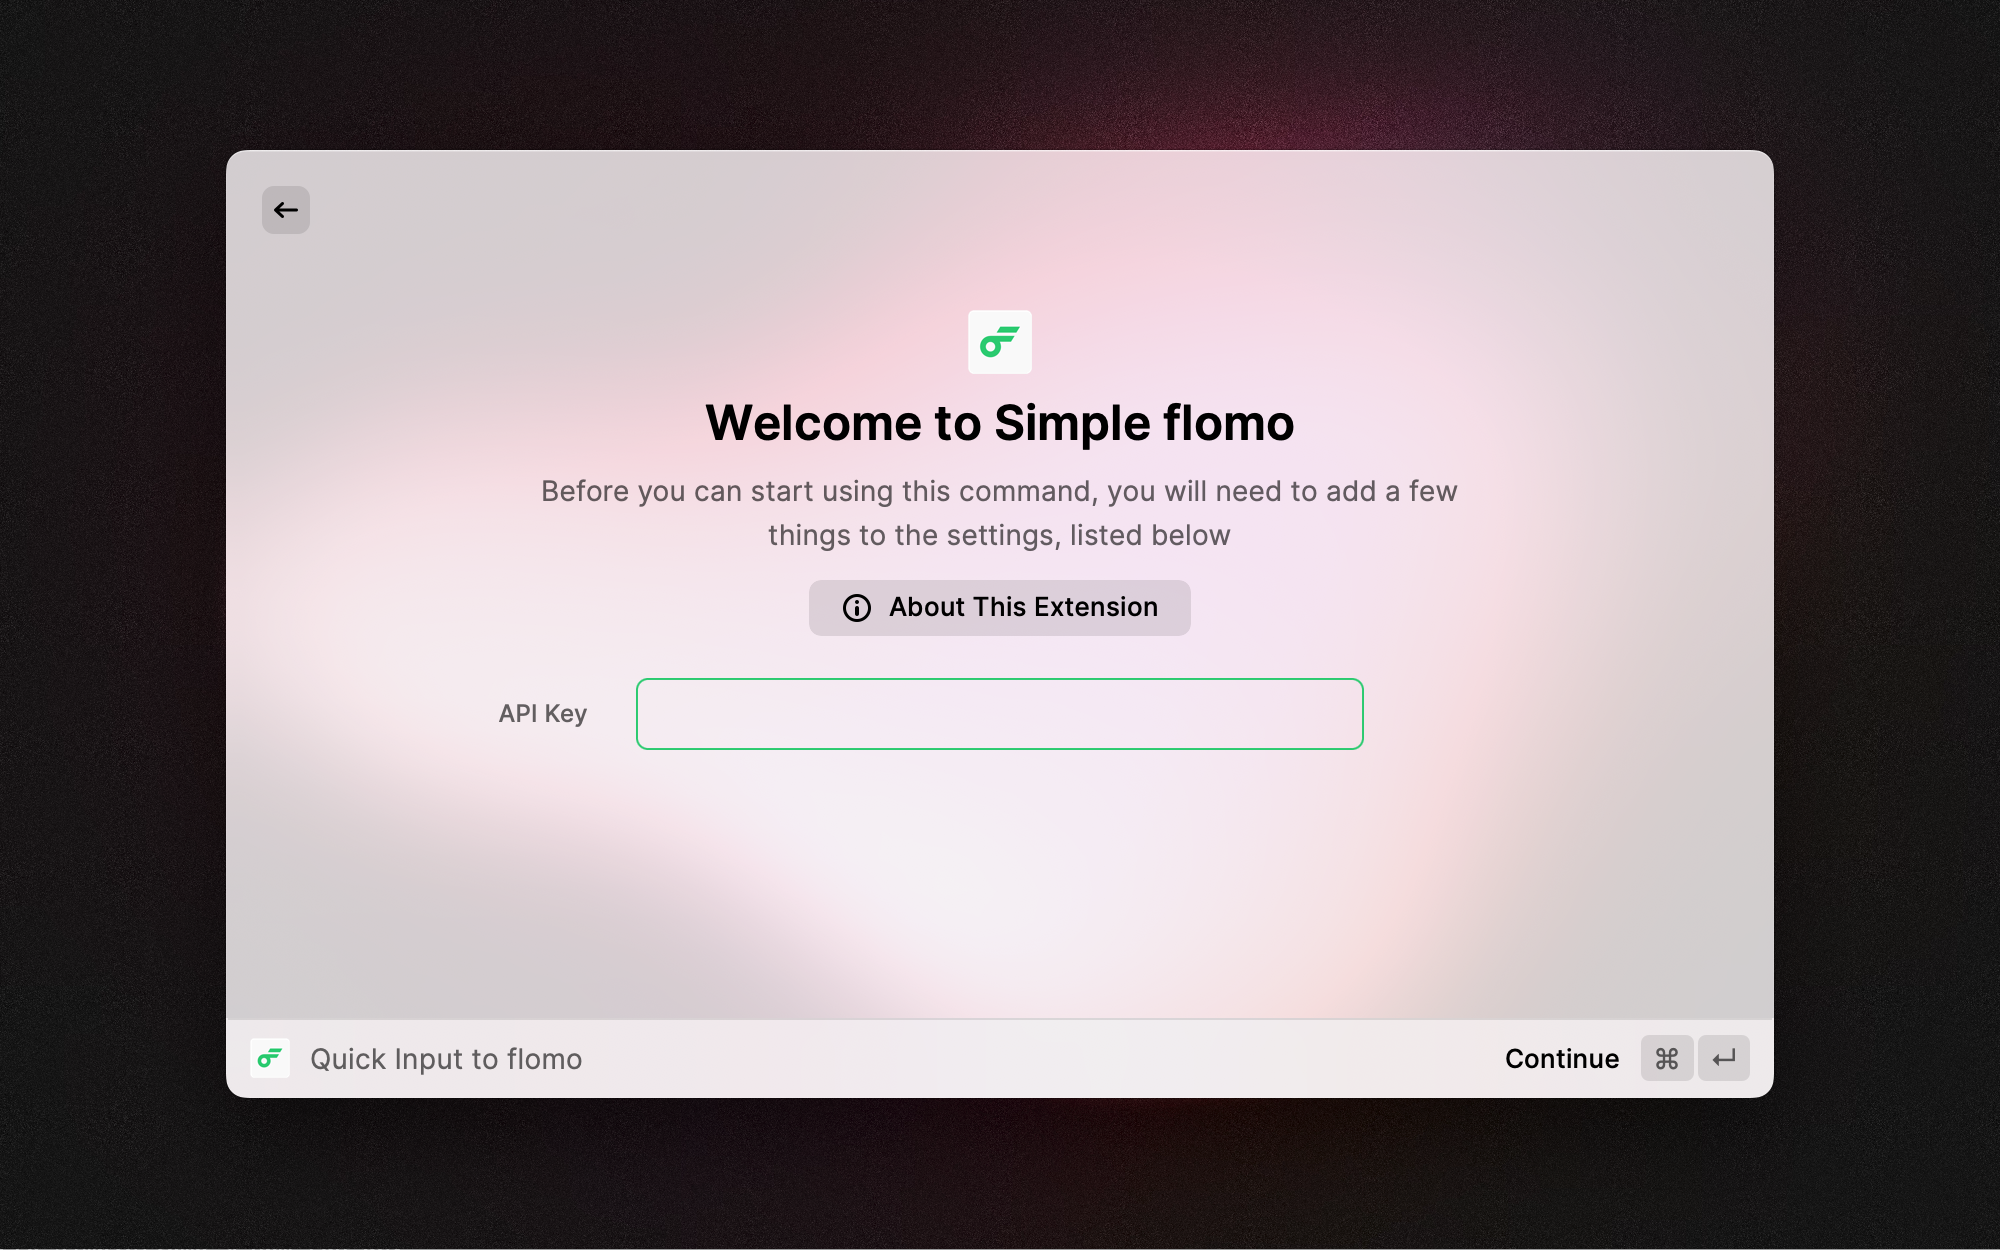 Welcome to Simple flomo
Before you can start using this command, you will need to add a few
things to the settings, listed below
About This Extension
API Key
Quick Input to flomo
Continue ⌘ ↵